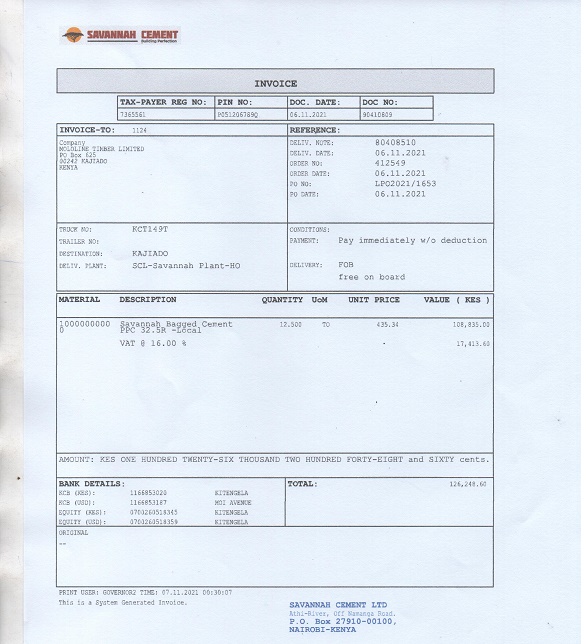 SAVANNAH CEMENT
Building Perfection
INVOICE
TAX-PAYER REG NO: PIN NO: DOC. DATE: DOC NO:
7365561 P051206769Q 06.11.2021 90410809
INVOICE-TO: 1124 REFERENCE:
Company
MOLOLINE TIMBER LIMITED
PO Box 625
00242 KAJIADO
KENYA
DELIV. NOTE: 80408510
DELIV. DATE: 06.11.2021
ORDER NO: 412549
ORDER DATE: 06.11.2021
PO NO: LPO2021/1653
PO DATE: 06.11.2021
TRUCK NO: KCT149T
TRAILER NO:
DESTINATION: KAJIADO
DELIV. PLANT: SCL-Savannah Plant-HO
CONDITIONS:
PAYMENT: Pay immediately w/o deduction
DELIVERY: FOB
free on board
MATERIAL DESCRIPTION QUANTITY UoM UNIT PRICE VALUE ( KES )
1000000000 Savannah Bagged Cement 12.500 TO 435.34 108,835.00
0 PPC 32.5R -Local
VAT @ 16.00 % 17,413.60
AMOUNT: KES ONE HUNDRED TWENTY-SIX THOUSAND TWO HUNDRED FORTY-EIGHT and SIXTY cents.
BANK DETAILS: TOTAL: 126,248.60
KCB (KES): 1166853020 KITENGELA
KCB (USD): 1166853187 MOI AVENUE
EQUITY (KES): 0700260518345 KITENGELA
EQUITY (USD): 0700260518359 KITENGELA
ORIGINAL
--
PRINT USER: GOVERNOR2 TIME: 07.11.2021 00:30:07
This is a System Generated Invoice.
SAVANNAH CEMENT LTD
Athi-River, Off Namanga Road.
P.O. Box 27910-00100,
NAIROBI-KENYA